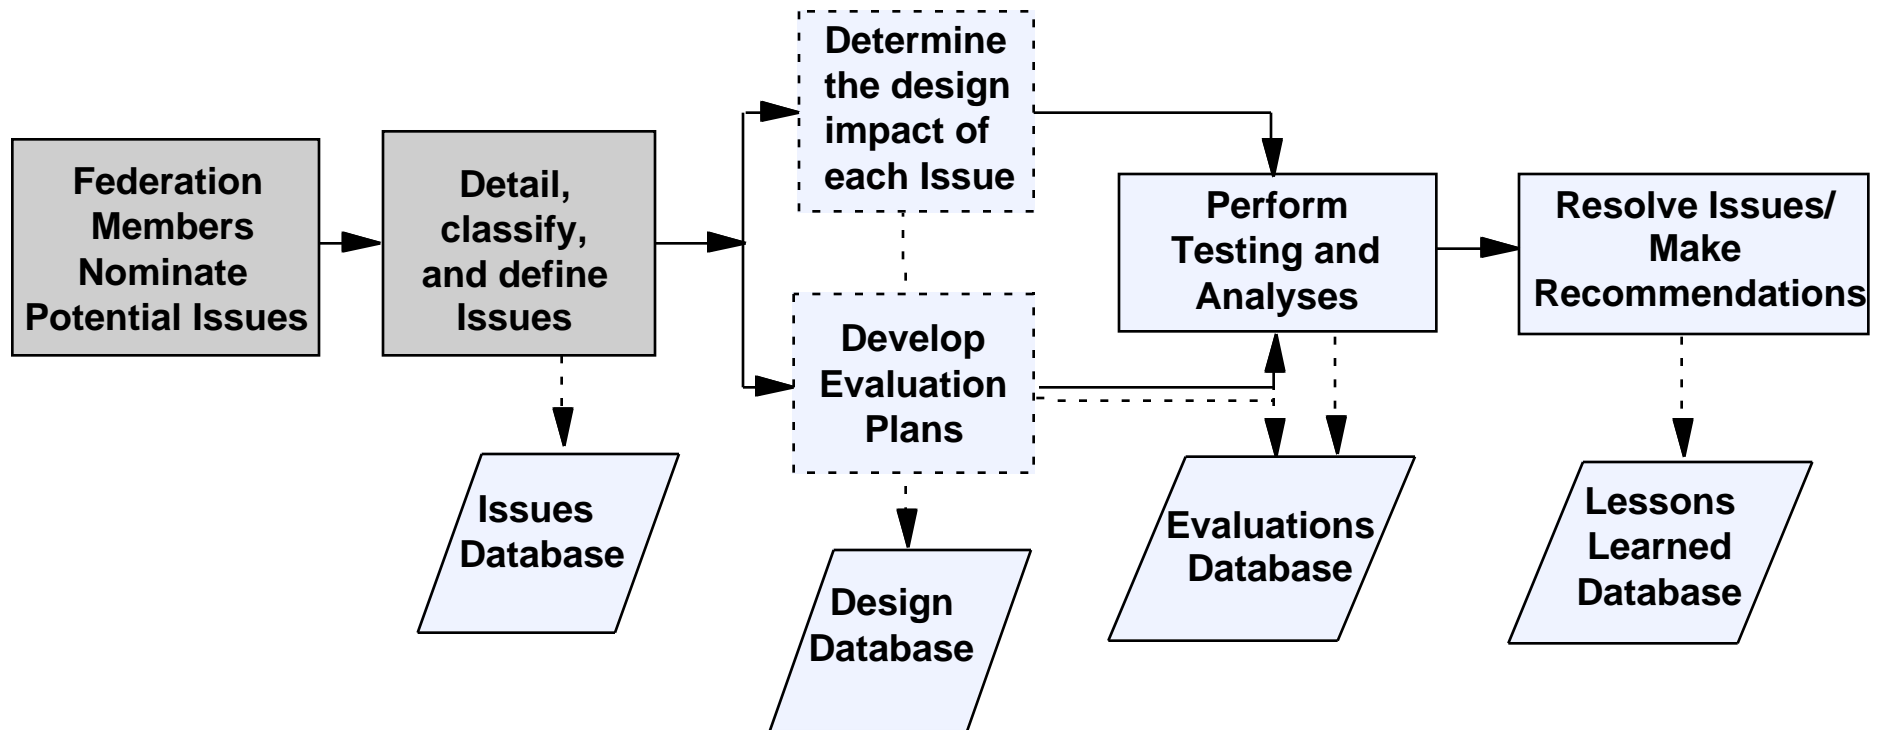 Federation
Members
Nominate
Potential Issues
Detail,
classify,
and define
Issues
Determine
the design
impact of
each Issue
Develop
Evaluation
Plans
Perform
Testing and
Analyses
Resolve Issues/
Make
Recommendations
Issues
Database
Design
Database
Evaluations
Database
Lessons
Learned
Database